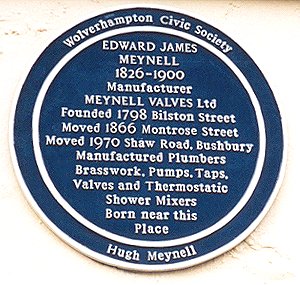 Wolverhampton Civic Society
EDWARD JAMES
MEYNELL
1826-1900
Manufacturer
MEYNELL VALVES Ltd
Founded 1798 Bilston Street
Moved 1866 Montrose Street
Moved 1970 Shaw Road, Bushbury
Manufactured Plumbers
Brasswork, Pumps, Taps,
Valves and Thermostatic
Shower Mixers
Born near this
Place
Hugh Meynell